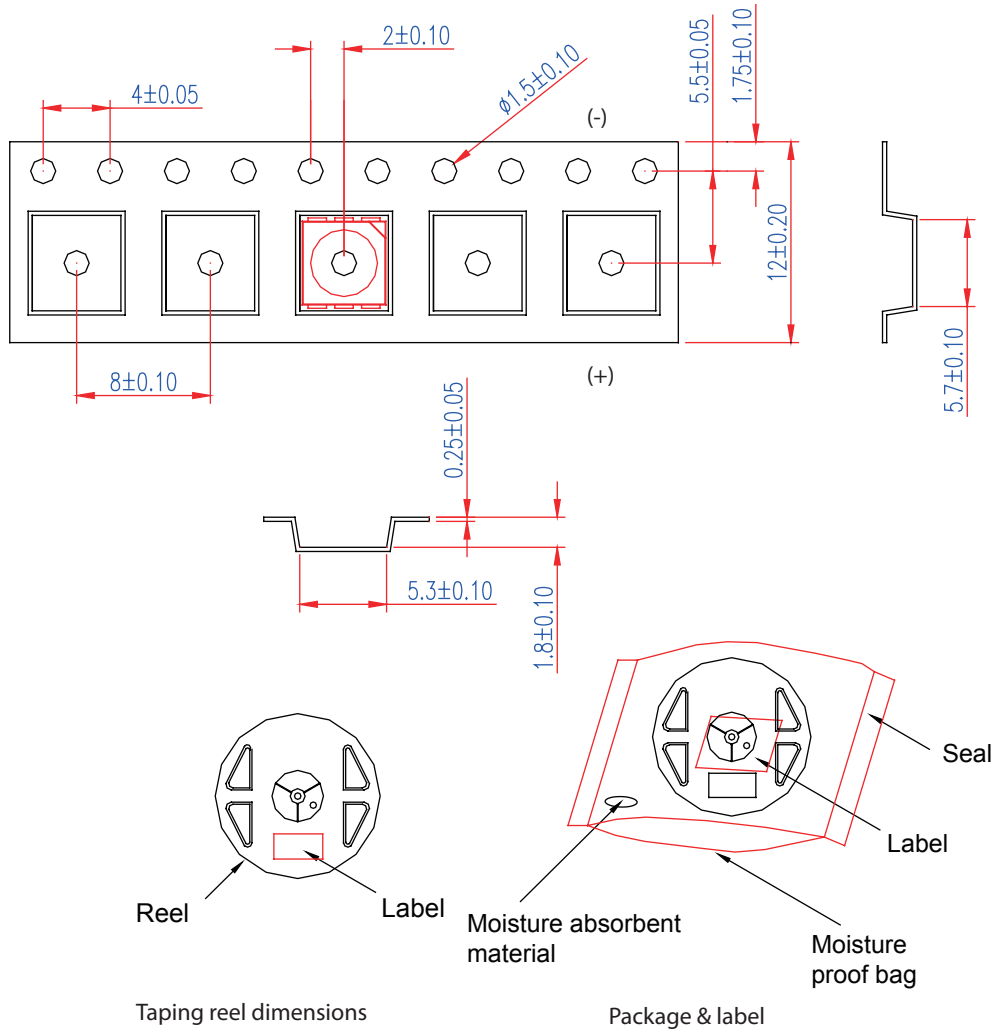 2±0.10
4±0.05
ø1.5±0.10
5.5±0.05
1.75±0.10
(-)
12±0.20
5.7±0.10
8±0.10
(+)
0.25±0.05
5.3±0.10
1.8±0.10
Seal
Label
Reel
Label
Moisture absorbent
material
Moisture
proof bag
Taping reel dimensions
Package & label